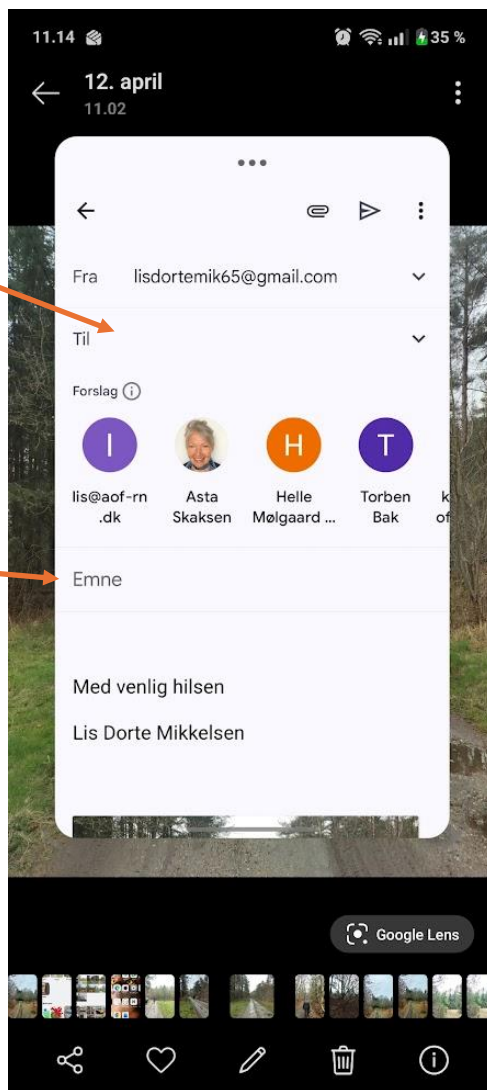 11.14 35 %
12. april
11.02
Fra lisdortemik65@gmail.com
Til
Forslag
I H T
lis@aof-rn Asta Helle Torben k
.dk Skaksen Mølgaard ... Bak of
Emne
Med venlig hilsen
Lis Dorte Mikkelsen
Google Lens